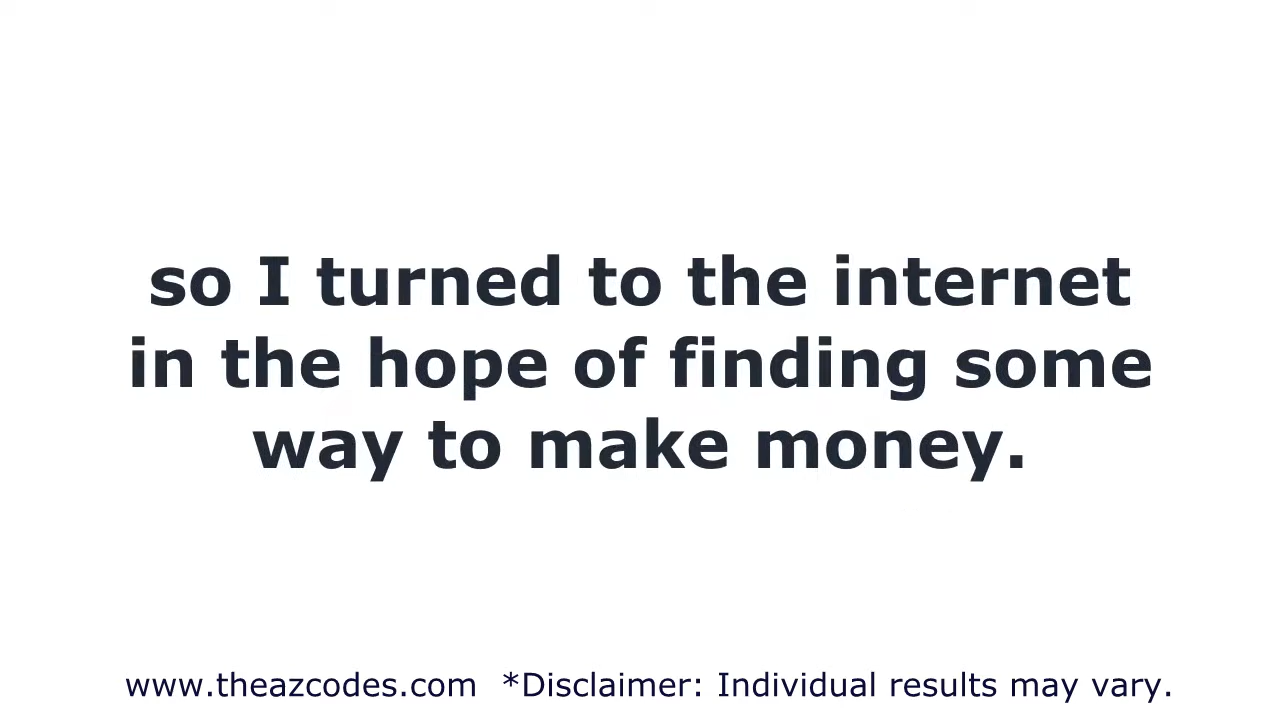 so I turned to the internet
in the hope of finding some
way to make money.
www.theazcodes.com *Disclaimer: Individual results may vary.